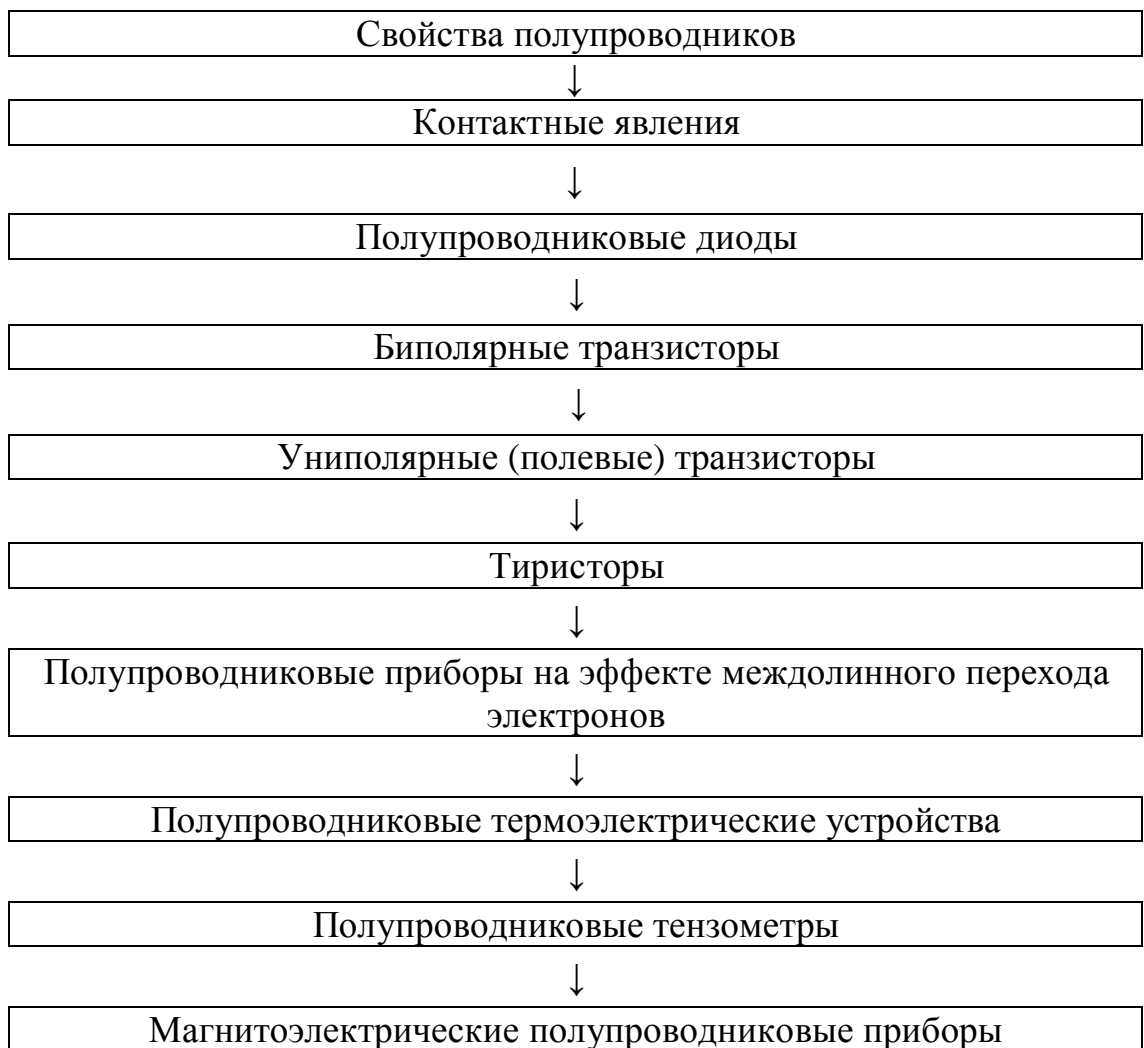 Свойства полупроводников
↓
Контактные явления
↓
Полупроводниковые диоды
↓
Биполярные транзисторы
↓
Униполярные (полевые) транзисторы
↓
Тиристоры
↓
Полупроводниковые приборы на эффекте междолинного перехода
электронов
↓
Полупроводниковые термоэлектрические устройства
↓
Полупроводниковые тензометры
↓
Магнитоэлектрические полупроводниковые приборы